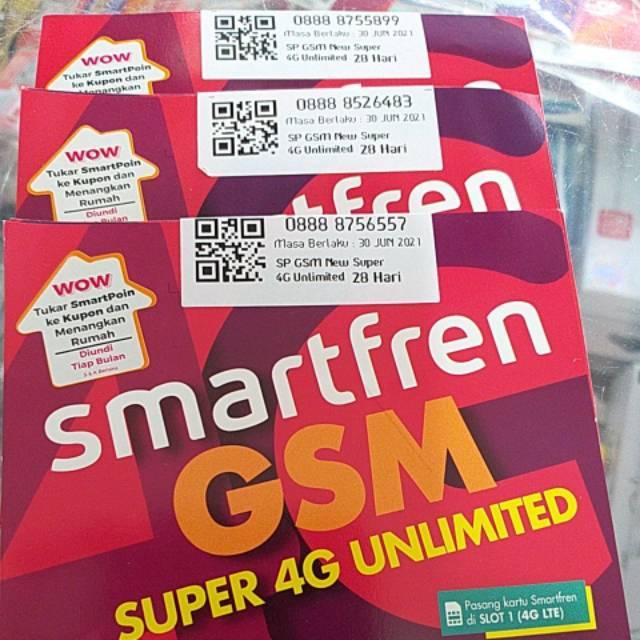 0888 8755899
Masa Berlaku : 30 JUN 2021
SP GSM New Super
4G Unlimited 28 Hari
WOW
Tukar SmartPoin
ke Kupon dan
Menangkan
smartfren
0888 8526483
Masa Berlaku : 30 JUN 2021
SP GSM New Super
4G Unlimited 28 Hari
WOW
Tukar SmartPoin
ke Kupon dan
Menangkan
Rumah
Diundi
Tiap Bulan
smartfren
0888 8756557
Masa Berlaku : 30 JUN 2021
SP GSM New Super
4G Unlimited 28 Hari
WOW
Tukar SmartPoin
ke Kupon dan
Menangkan
Rumah
Diundi
Tiap Bulan
smartfren
GSM
SUPER 4G UNLIMITED
Pasang kartu Smartfren
di SLOT 1 (4G LTE)